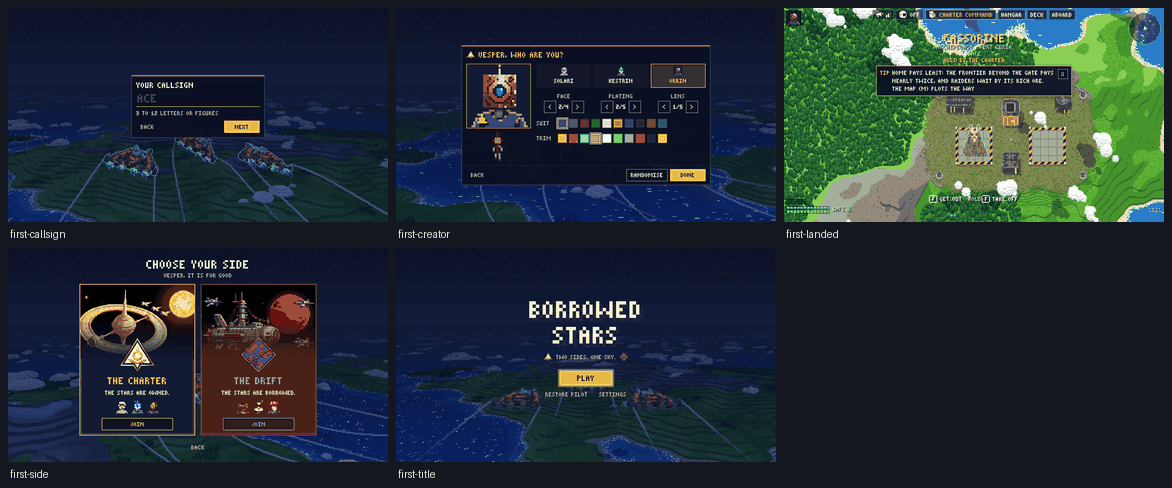 YOUR CALLSIGN
ACE
3 TO 12 LETTERS OR FIGURES
BACK
NEXT
first-callsign
VESPER, WHO ARE YOU?
SOLARI
KESTRIN
ORRIN
FACE
PLATING
LENS
< 2/4 >
< 2/5 >
< 1/5 >
SUIT
TRIM
BACK
RANDOMISE
DONE
first-creator
OFF
CHARTER COMMAND
HANGAR
DECK
ABOARD
CASSORINE
HELD BY THE CHARTER
TIP HOME PAYS LEAST: THE FRONTIER BEYOND THE GATE PAYS
NEARLY TWICE, AND RAIDERS WAIT BY ITS RICH ORE.
THE MAP (M) PLOTS THE WAY
GET OUT
HOLD
TAKE OFF
first-landed
CHOOSE YOUR SIDE
VESPER, IT IS FOR GOOD
THE CHARTER
THE STARS ARE OWNED.
JOIN
THE DRIFT
THE STARS ARE BORROWED.
JOIN
BACK
first-side
BORROWED
STARS
TWO SIDES. ONE SKY.
PLAY
RESTORE PILOT
SETTINGS
first-title